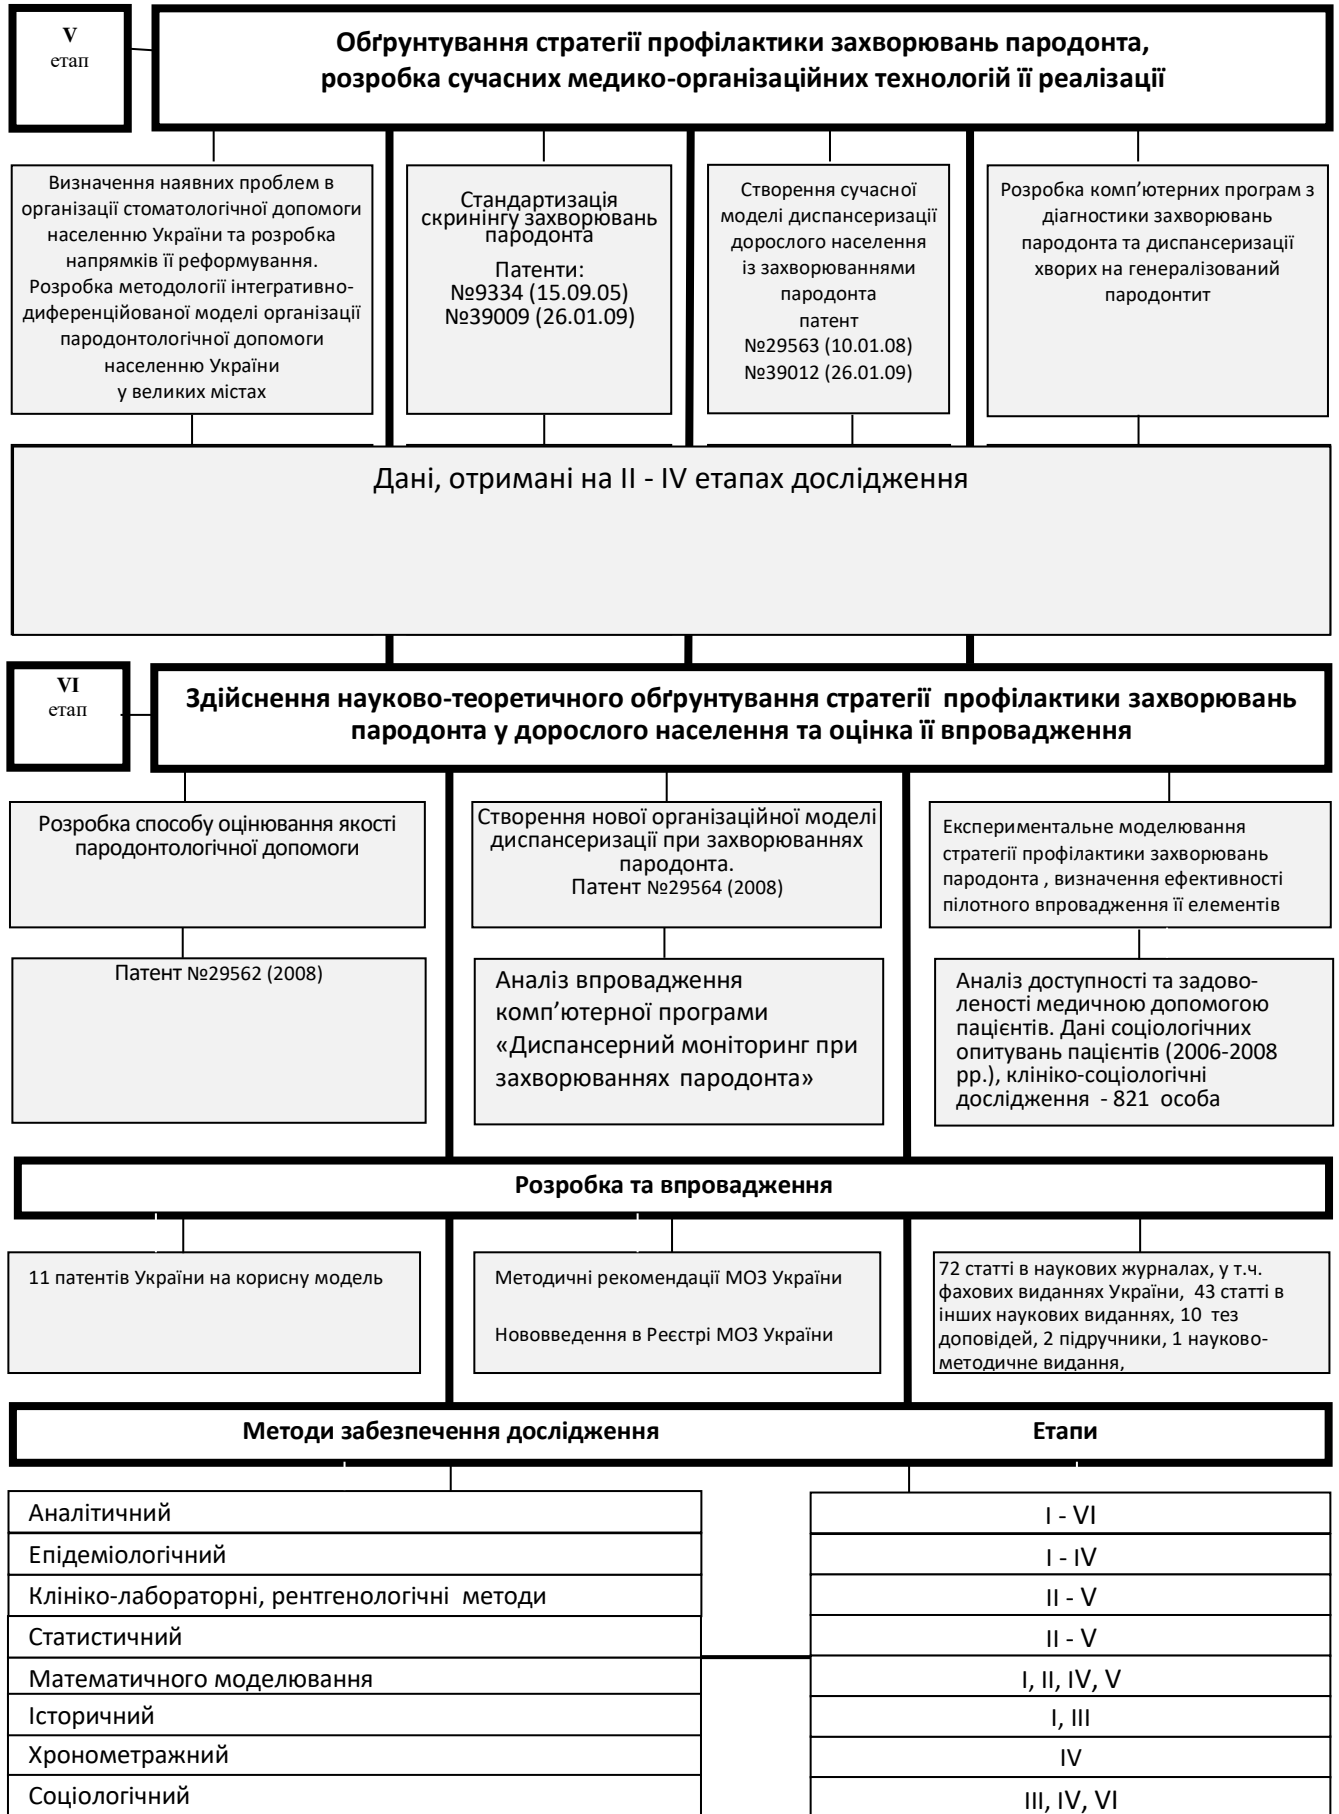 V
етап
Обґрунтування стратегії профілактики захворювань пародонта,
розробка сучасних медико-організаційних технологій її реалізації
Визначення наявних проблем в
організації стоматологічної допомоги
населенню України та розробка
напрямків її реформування.
Розробка методології інтегративно-
диференційованої моделі організації
пародонтологічної допомоги
населенню України
у великих містах
Стандартизація
скринінгу захворювань
пародонта
Патенти:
№9334 (15.09.05)
№39009 (26.01.09)
Створення сучасної
моделі диспансеризації
дорослого населення
із захворюваннями
пародонта
патент
№29563 (10.01.08)
№39012 (26.01.09)
Розробка комп’ютерних програм з
діагностики захворювань
пародонта та диспансеризації
хворих на генералізований
пародонтит
Дані, отримані на II - IV етапах дослідження
VI
етап
Здійснення науково-теоретичного обґрунтування стратегії профілактики захворювань
пародонта у дорослого населення та оцінка її впровадження
Розробка способу оцінювання якості
пародонтологічної допомоги
Створення нової організаційної моделі
диспансеризації при захворюваннях
пародонта.
Патент №29564 (2008)
Експериментальне моделювання
стратегії профілактики захворювань
пародонта , визначення ефективності
пілотного впровадження її елементів
Патент №29562 (2008)
Аналіз впровадження
комп’ютерної програми
«Диспансерний моніторинг при
захворюваннях пародонта»
Аналіз доступності та задово-
леності медичною допомогою
пацієнтів. Дані соціологічних
опитувань пацієнтів (2006-2008
рр.), клініко-соціологічні
дослідження - 821 особа
Розробка та впровадження
11 патентів України на корисну модель
Методичні рекомендації МОЗ України
Нововведення в Реєстрі МОЗ України
72 статті в наукових журналах, у т.ч.
фахових виданнях України, 43 статті в
інших наукових виданнях, 10 тез
доповідей, 2 підручники, 1 науково-
методичне видання,
Методи забезпечення дослідження Етапи
Аналітичний I - VI
Епідеміологічний I - IV
Клініко-лабораторні, рентгенологічні методи II - V
Статистичний II - V
Математичного моделювання I, II, IV, V
Історичний I, III
Хронометражний IV
Соціологічний III, IV, VI